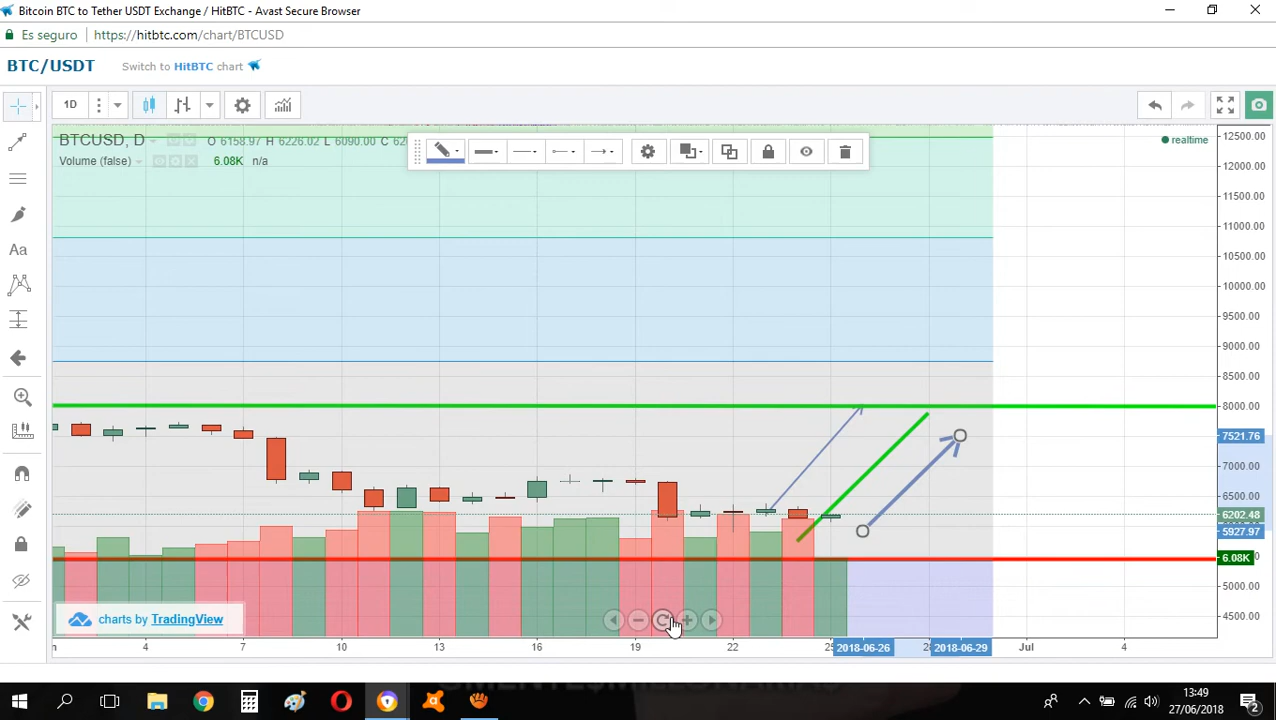 Bitcoin BTC to Tether USDT Exchange / HitBTC - Avast Secure Browser
Es seguro
https://hitbtc.com/chart/BTCUSD
BTC/USDT
Switch to HitBTC chart
1D
BTCUSD, D
O 6158.97 H 6226.02 L 6090.00 C 62
Volume (false)
6.08K n/a
realtime
Aa
12500.00
12000.00
11500.00
11000.00
10500.00
10000.00
9500.00
9000.00
8500.00
8000.00
7521.76
7000.00
6500.00
6202.48
5927.97
6.08K
5000.00
4500.00
charts by TradingView
4
7
10
13
16
19
22
25
2018-06-26
2018-06-29
Jul
4
13:49
27/06/2018
2